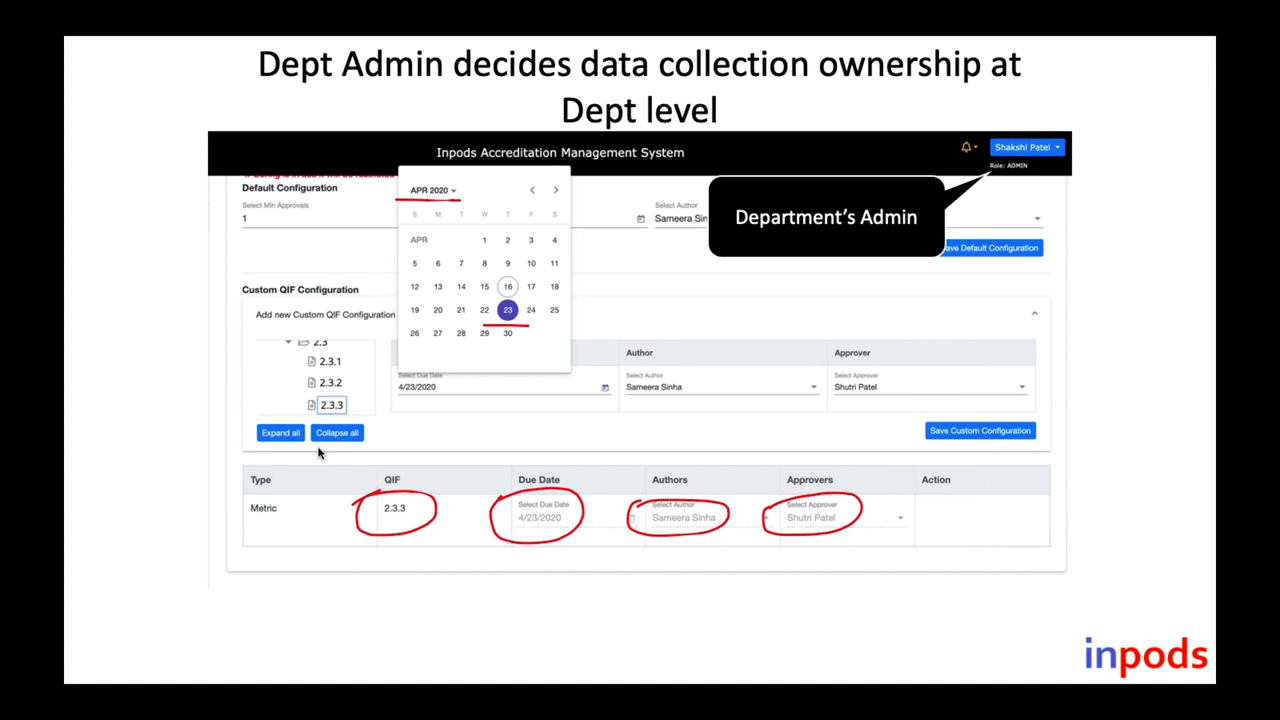 Dept Admin decides data collection ownership at
Dept level
Inpods Accreditation Management System
Shakshi Patel
Role: ADMIN
Default Configuration
Select Min Approvals
1
Select Author
Sameera Sin
Department's Admin
ave Default Configuration
APR 2020
S M T W T F S
APR 1 2 3 4
5 6 7 8 9 10 11
12 13 14 15 16 17 18
19 20 21 22 23 24 25
26 27 28 29 30
Custom QIF Configuration
Add new Custom QIF Configuration
2.3
2.3.1
2.3.2
2.3.3
Expand all Collapse all
Author Approver
Select Due Date Select Author Select Approver
4/23/2020 Sameera Sinha Shutri Patel
Save Custom Configuration
Type QIF Due Date Authors Approvers Action
Metric 2.3.3
Select Due Date Select Author Select Approver
4/23/2020 Sameera Sinha Shutri Patel
inpods